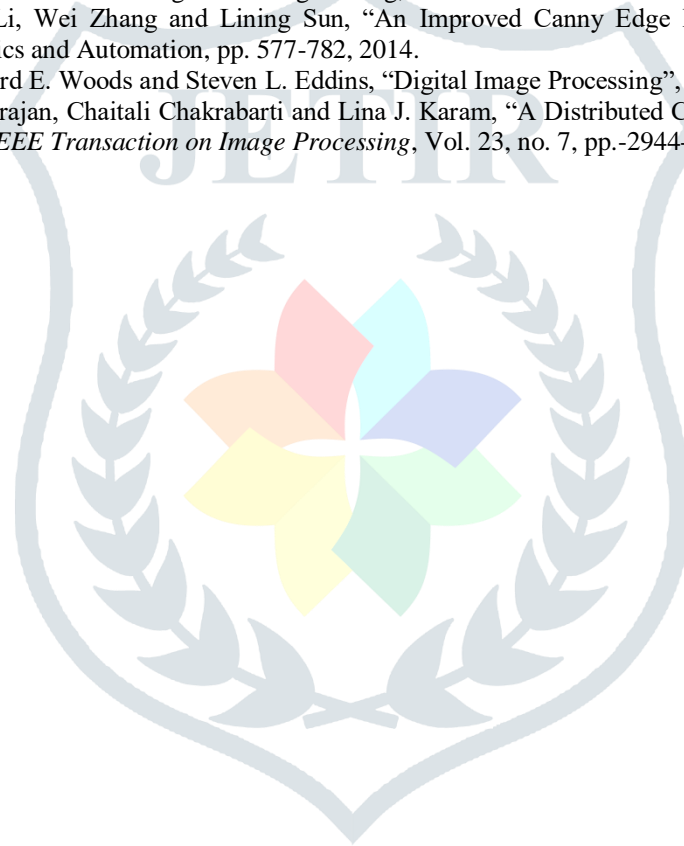 Li, Wei Zhang and Lining Sun, “An Improved Canny Edge
ics and Automation, pp. 577-782, 2014.
rd E. Woods and Steven L. Eddins, “Digital Image Processing”,
rajan, Chaitali Chakrabarti and Lina J. Karam, “A Distributed
EEE Transaction on Image Processing, Vol. 23, no. 7, pp.-2944-
JETIR